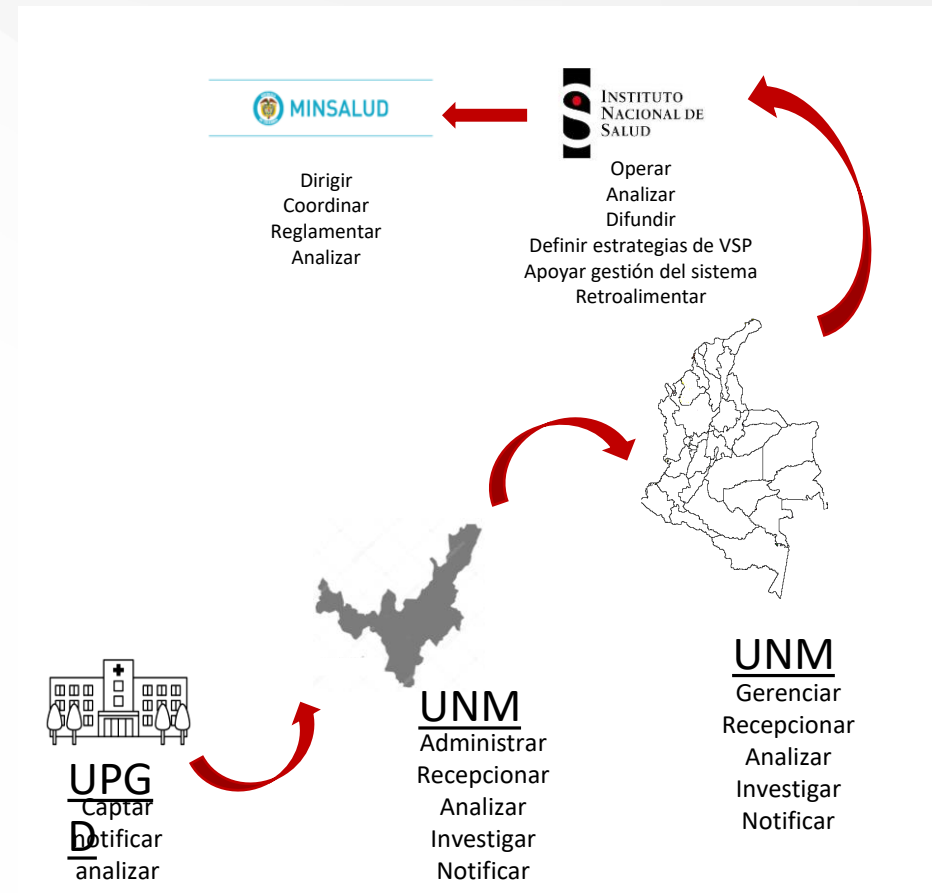 MINSALUD
Dirigir
Coordinar
Reglamentar
Analizar
INSTITUTO
NACIONAL DE
SALUD
Operar
Analizar
Difundir
Definir estrategias de VSP
Apoyar gestión del sistema
Retroalimentar
UPG
D
Captar
notificar
analizar
UNM
Administrar
Recepcionar
Analizar
Investigar
Notificar
UNM
Gerenciar
Recepcionar
Analizar
Investigar
Notificar